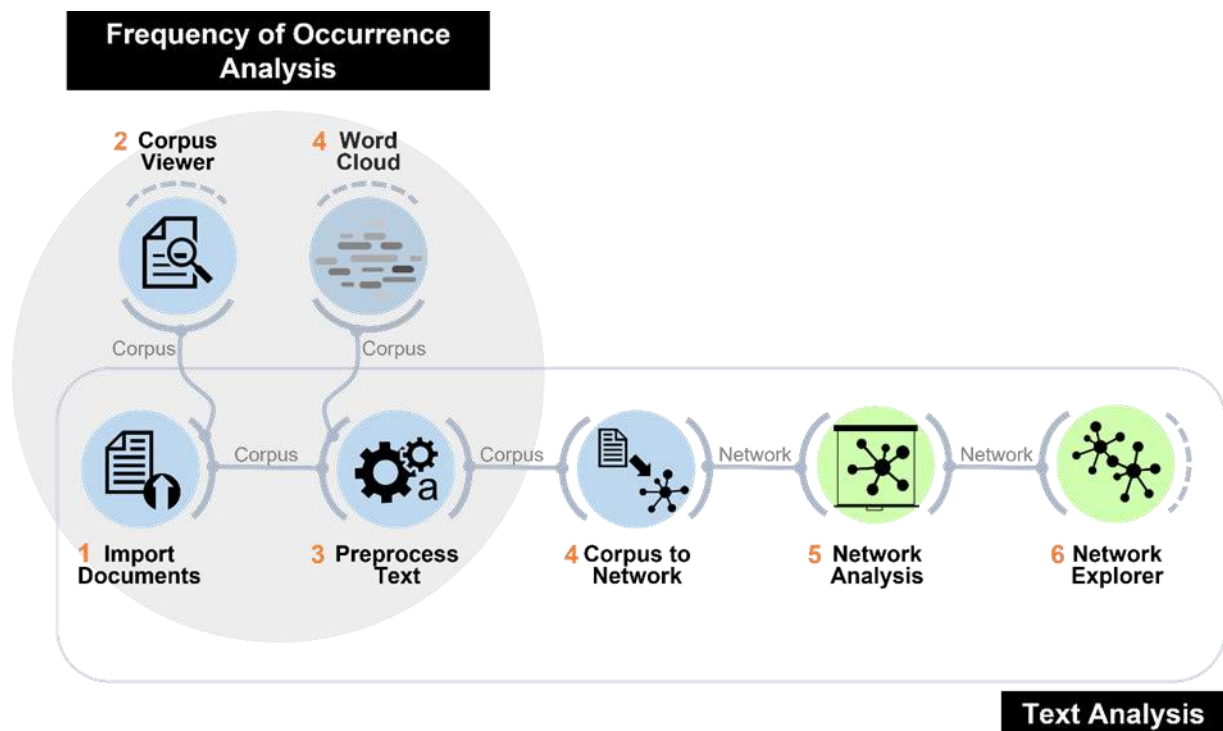 Frequency of Occurrence
Analysis
2 Corpus
Viewer
4 Word
Cloud
Corpus
Corpus
Corpus
Corpus
Network
Network
a
1 Import
Documents
3 Preprocess
Text
4 Corpus to
Network
5 Network
Analysis
6 Network
Explorer
Text Analysis